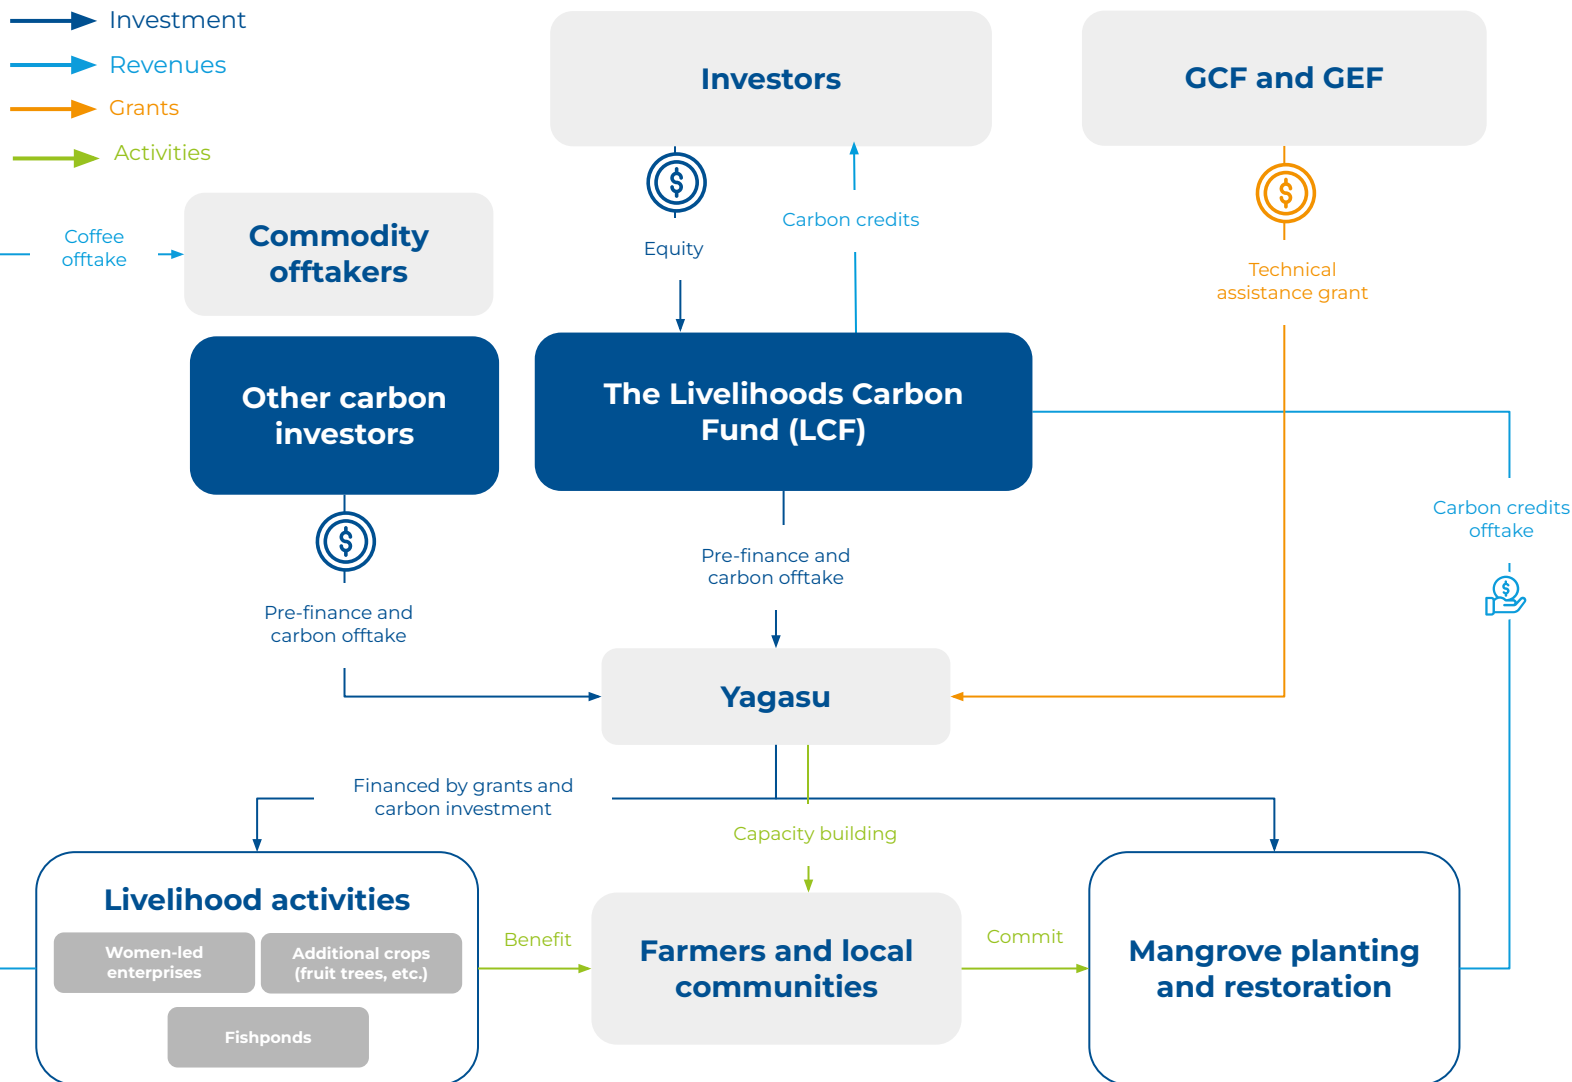 Investment
Revenues
Grants
Activities
Investors
GCF and GEF
Coffee
offtake
Commodity
offtakers
Equity
Carbon credits
Technical
assistance grant
Other carbon
investors
The Livelihoods Carbon
Fund (LCF)
Carbon credits
offtake
Pre-finance and
carbon offtake
Pre-finance and
carbon offtake
Yagasu
Financed by grants and
carbon investment
Capacity building
Livelihood activities
Women-led
enterprises
Additional crops
(fruit trees, etc.)
Fishponds
Benefit
Farmers and local
communities
Commit
Mangrove planting
and restoration